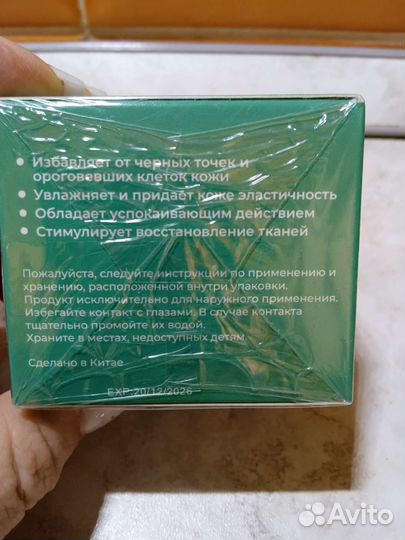 • Избавляет от черных точек и
ороговевших клеток кожи
• Увлажняет и придаёт коже эластичность
• Обладает успокаивающим действием
• Стимулирует восстановление тканей
Пожалуйста, следуйте инструкции по применению и
хранению, расположенной внутри упаковки.
Продукт исключительно для наружного применения.
Избегайте контакт с глазами. В случае контакта
тщательно промойте их водой.
Храните в местах, недоступных детям
Сделано в Китае
EXP:20/12/2026
Avito